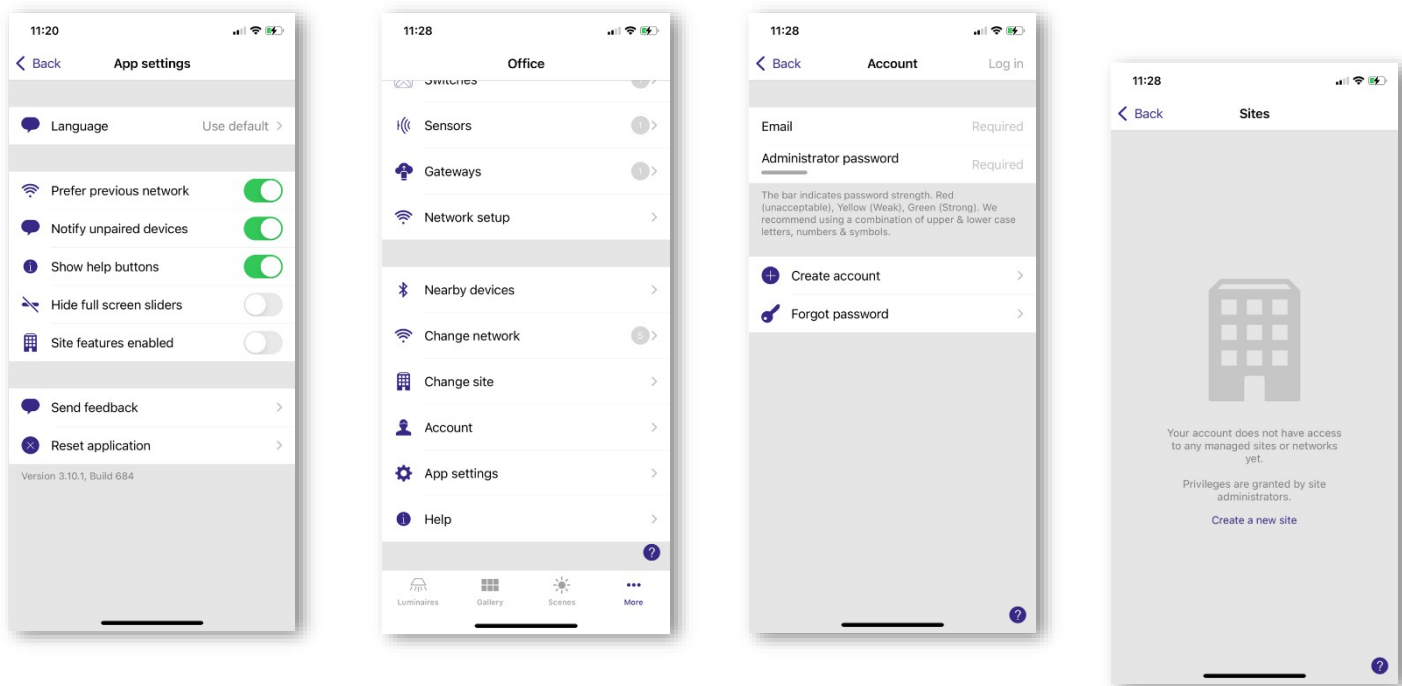 11:20
Back App settings
Language Use default
Prefer previous network
Notify unpaired devices
Show help buttons
Hide full screen sliders
Site features enabled
Send feedback
Reset application
Version 3.10.1, Build 684
11:28
Office
Switches
Sensors 1
Gateways 1
Network setup
Nearby devices
Change network 5
Change site
Account
App settings
Help
?
Luminaires Gallery Scenes More
11:28
Back Account Log in
Email Required
Administrator password Required
The bar indicates password strength. Red
(unacceptable), Yellow (Weak), Green (Strong). We
recommend using a combination of upper & lower case
letters, numbers & symbols.
Create account
Forgot password
?
11:28
Back Sites
Your account does not have access
to any managed sites or networks
yet.
Privileges are granted by site
administrators.
Create a new site
?